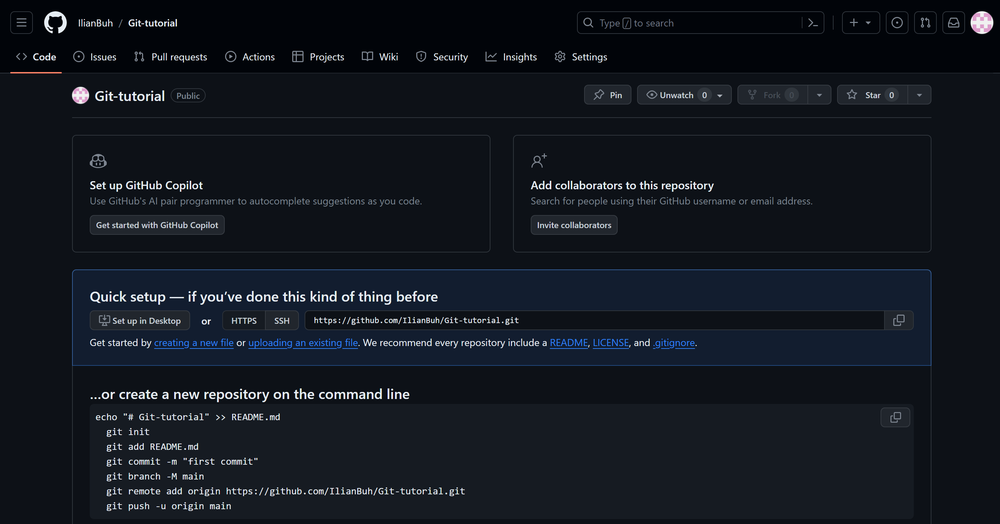 IlianBuh / Git-tutorial
Type / to search
Code Issues Pull requests Actions Projects Wiki Security Insights Settings
Git-tutorial Public
Pin Unwatch 0 Fork 0 Star 0
Set up GitHub Copilot
Use GitHub's AI pair programmer to autocomplete suggestions as you code.
Get started with GitHub Copilot
Add collaborators to this repository
Search for people using their GitHub username or email address.
Invite collaborators
Quick setup — if you’ve done this kind of thing before
Set up in Desktop or HTTPS SSH https://github.com/IlianBuh/Git-tutorial.git
Get started by creating a new file or uploading an existing file. We recommend every repository include a README, LICENSE, and .gitignore.
…or create a new repository on the command line
echo "# Git-tutorial" >> README.md
git init
git add README.md
git commit -m "first commit"
git branch -M main
git remote add origin https://github.com/IlianBuh/Git-tutorial.git
git push -u origin main